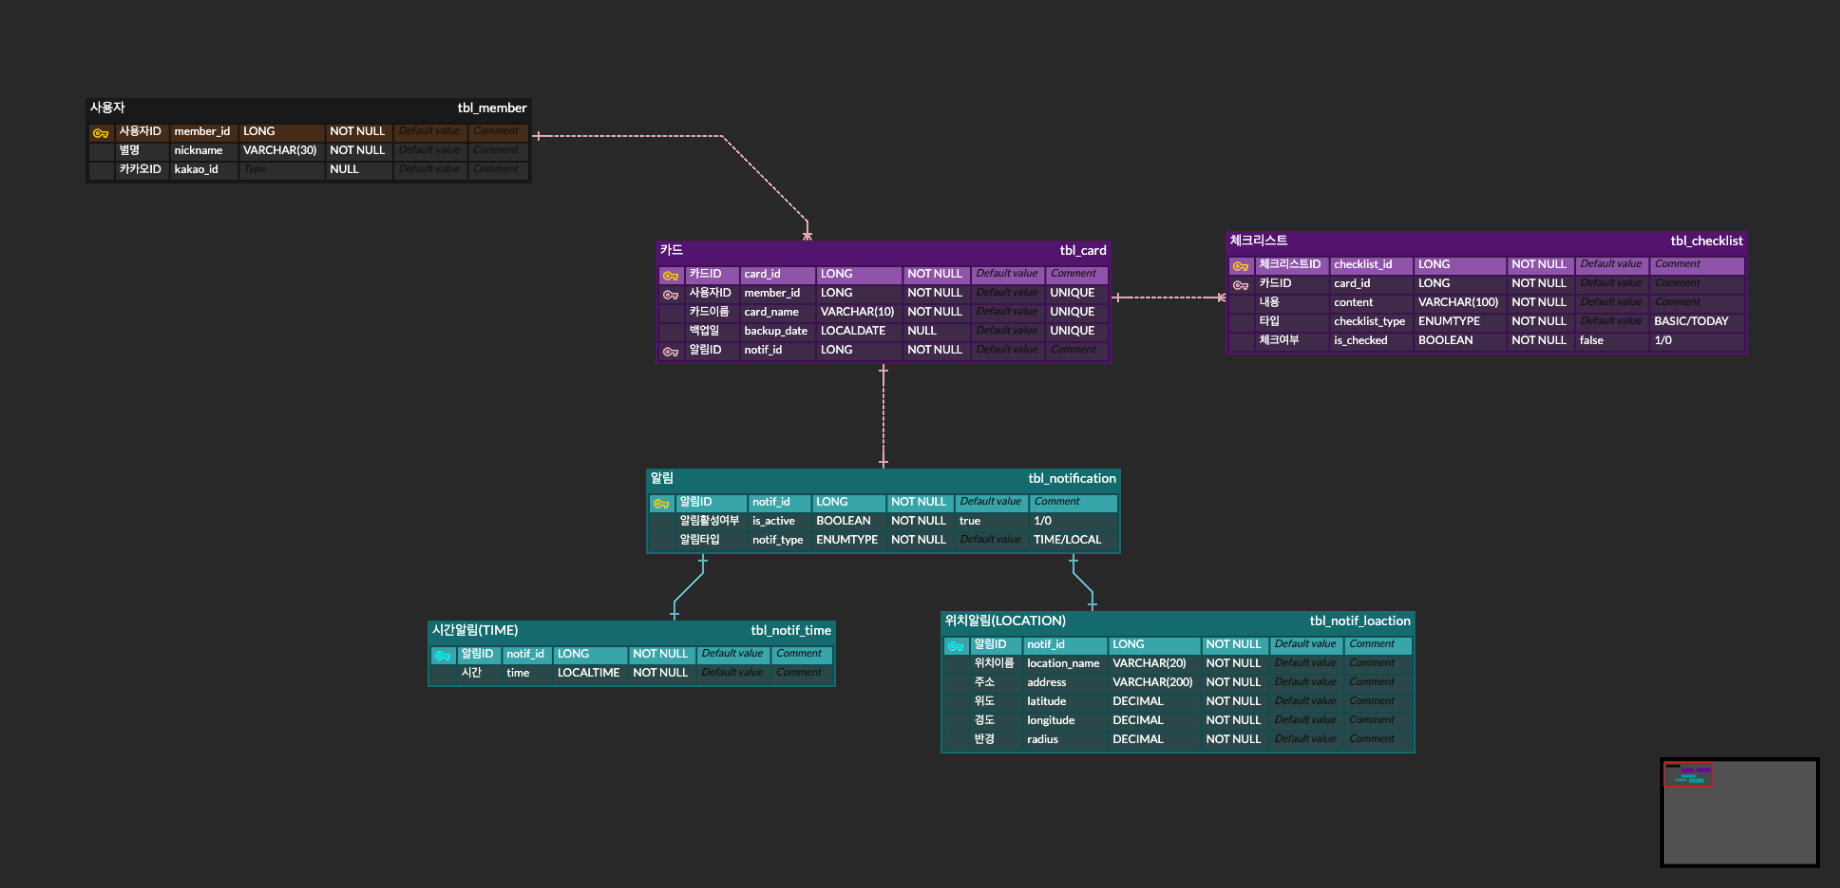 사용자 tbl_member
사용자ID member_id LONG NOT NULL Default value Comment
별명 nickname VARCHAR(30) NOT NULL Default value Comment
카카오ID kakao_id Type NULL Default value Comment
카드 tbl_card
카드ID card_id LONG NOT NULL Default value Comment
사용자ID member_id LONG NOT NULL Default value UNIQUE
카드이름 card_name VARCHAR(10) NOT NULL Default value UNIQUE
백업일 backup_date LOCALDATE NULL Default value UNIQUE
알림ID notif_id LONG NOT NULL Default value Comment
체크리스트 tbl_checklist
체크리스트ID checklist_id LONG NOT NULL Default value Comment
카드ID card_id LONG NOT NULL Default value Comment
내용 content VARCHAR(100) NOT NULL Default value Comment
타입 checklist_type ENUMTYPE NOT NULL Default value BASIC/TODAY
체크여부 is_checked BOOLEAN NOT NULL false 1/0
알림 tbl_notification
알림ID notif_id LONG NOT NULL Default value Comment
알림활성여부 is_active BOOLEAN NOT NULL true 1/0
알림타입 notif_type ENUMTYPE NOT NULL Default value TIME/LOCAL
시간알림(TIME) tbl_notif_time
알림ID notif_id LONG NOT NULL Default value Comment
시간 time LOCALTIME NOT NULL Default value Comment
위치알림(LOCATION) tbl_notif_loaction
알림ID notif_id LONG NOT NULL Default value Comment
위치이름 location_name VARCHAR(20) NOT NULL Default value Comment
주소 address VARCHAR(200) NOT NULL Default value Comment
위도 latitude DECIMAL NOT NULL Default value Comment
경도 longitude DECIMAL NOT NULL Default value Comment
반경 radius DECIMAL NOT NULL Default value Comment